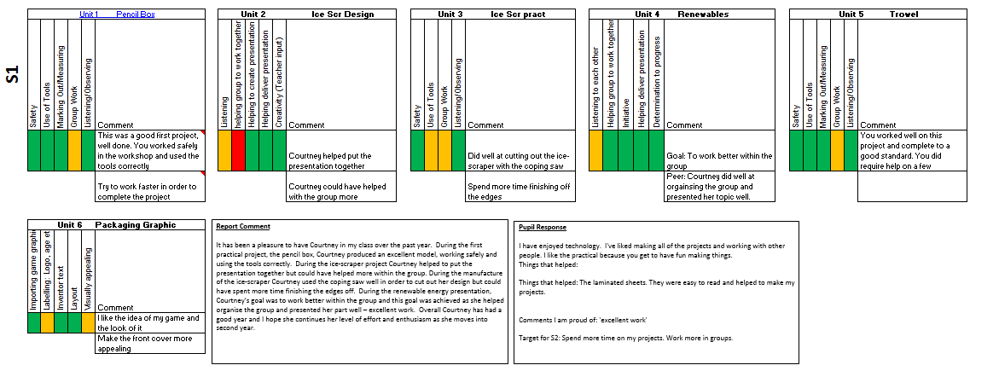 S1
Unit 1 Pencil Box
Safety
Use of Tools
Marking Out/Measuring
Group Work
Listening/Observing
Comment
This was a good first project,
well done. You worked safely
in the workshop and used the
tools correctly
Try to work faster in order to
complete the project
Unit 2 Ice Scr Design
Listening
helping group to work together
Helping to create presentation
Helping deliver presentation
Creativity (Teacher input)
Comment
Courtney helped put the
presentation together
Courtney could have helped
with the group more
Unit 3 Ice Scr pract
Safety
Use of Tools
Group Work
Listening/Observing
Comment
Did well at cutting out the ice-
scraper with the coping saw
Spend more time finishing off
the edges
Unit 4 Renewables
Listening to each other
Helping group to work together
Initiative
Helping deliver presentation
Determination to progress
Comment
Goal: To work better within the
group
Peer: Courtney did well at
orgainsing the group and
presented her topic well.
Unit 5 Trowel
Safety
Use of Tools
Marking Out/Measuring
Group Work
Listening/Observing
Comment
You worked well on this
project and complete to a
good standard. You did
require help on a few
Unit 6 Packaging Graphic
Importing game graphi
Labelling: Logo, age et
Inventor text
Layout
Visually appealing
Comment
I like the idea of my game and
the look of it
Make the front cover more
appealing
Report Comment
It has been a pleasure to have Courtney in my class over the past year. During the first
practical project, the pencil box, Courtney produced an excellent model, working safely and
using the tools correctly. During the ice-scraper project Courtney helped to put the
presentation together but could have helped more within the group. During the manufacture
of the ice-scraper Courtney used the coping saw well in order to cut out her design but could
have spent more time finishing the edges off. During the renewable energy presentation,
Courtney's goal was to work better within the group and this goal was achieved as she helped
organise the group and presented her part well – excellent work. Overall Courtney has had a
good year and I hope she continues her level of effort and enthusiasm as she moves into
second year.
Pupil Response
I have enjoyed technology. I've liked making all of the projects and working with other
people. I like the practical because you get to have fun making things.
Things that helped:
Things that helped: The laminated sheets. They were easy to read and helped to make my
projects.
Comments I am proud of: 'excellent work'
Target for S2: Spend more time on my projects. Work more in groups.